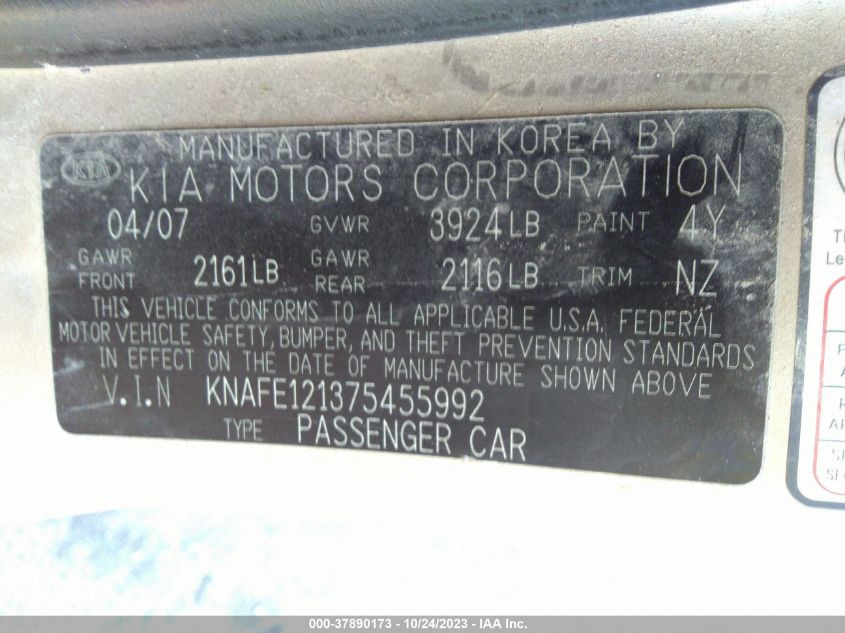 MANUFACTURED IN KOREA BY
KIA KIA MOTORS CORPORATION
04/07 GVWR 3924LB PAINT 4Y
GAWR FRONT 2161LB GAWR REAR 2116LB TRIM NZ
THIS VEHICLE CONFORMS TO ALL APPLICABLE U.S.A. FEDERAL
MOTOR VEHICLE SAFETY, BUMPER, AND THEFT PREVENTION STANDARDS
IN EFFECT ON THE DATE OF MANUFACTURE SHOWN ABOVE
V.I.N KNAFE121375455992
TYPE PASSENGER CAR
000-37890173 - 10/24/2023 - IAA Inc.